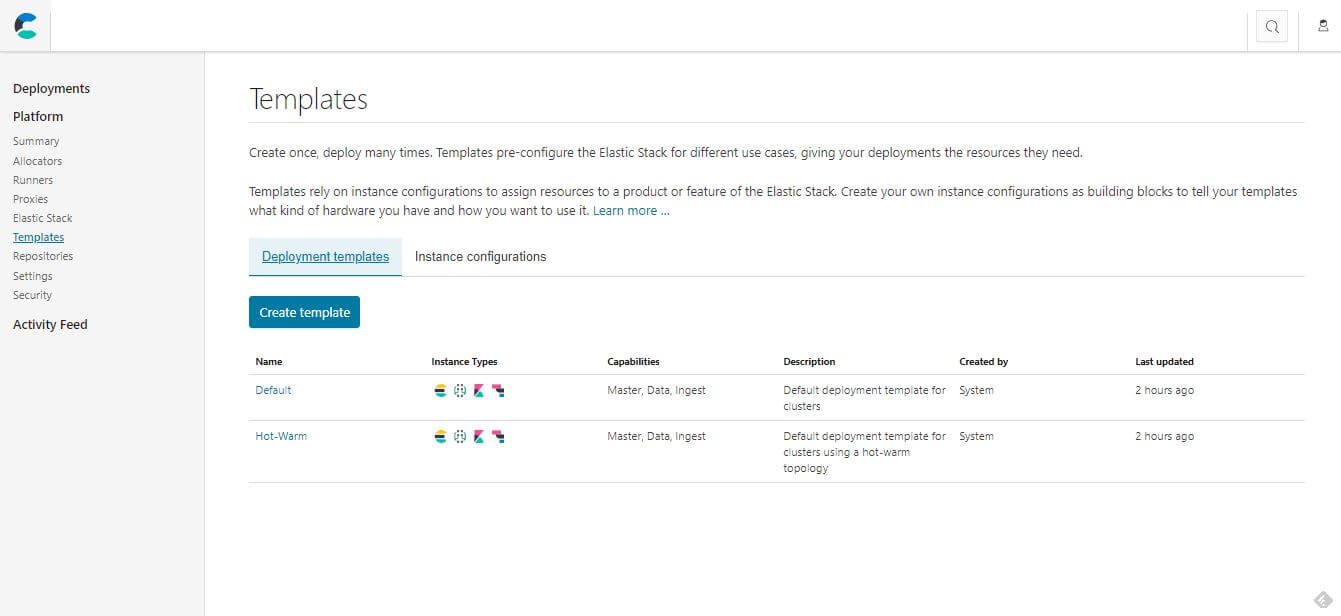 Deployments
Platform
Summary
Allocators
Runners
Proxies
Elastic Stack
Templates
Repositories
Settings
Security
Activity Feed
Templates
Create once, deploy many times. Templates pre-configure the Elastic Stack for different use cases, giving your deployments the resources they need.
Templates rely on instance configurations to assign resources to a product or feature of the Elastic Stack. Create your own instance configurations as building blocks to tell your templates
what kind of hardware you have and how you want to use it. Learn more ...
Deployment templates Instance configurations
Create template
Name Instance Types Capabilities Description Created by Last updated
Default Master, Data, Ingest Default deployment template for System 2 hours ago
clusters
Hot-Warm Master, Data, Ingest Default deployment template for System 2 hours ago
clusters using a hot-warm
topology